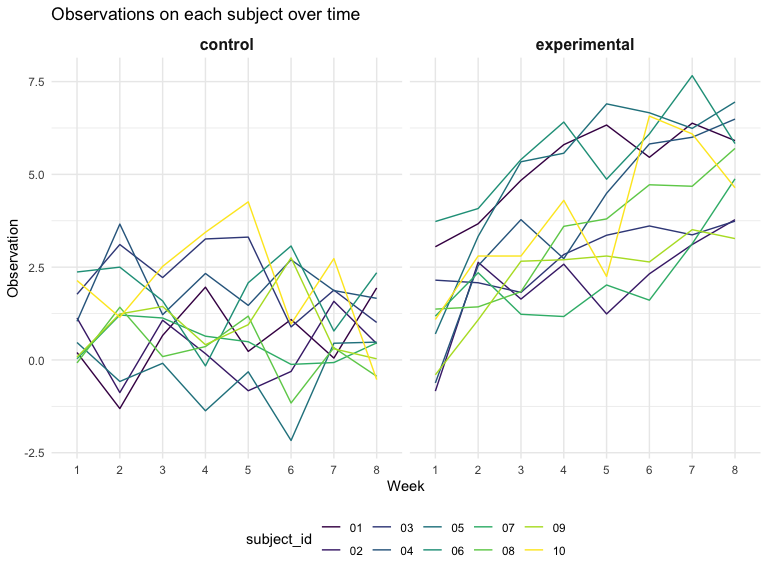 Observations on each subject over time
control experimental
7.5
5.0
2.5
0.0
-2.5
Observation
1 2 3 4 5 6 7 8 1 2 3 4 5 6 7 8
Week
subject_id
01 03 05 07 09
02 04 06 08 10